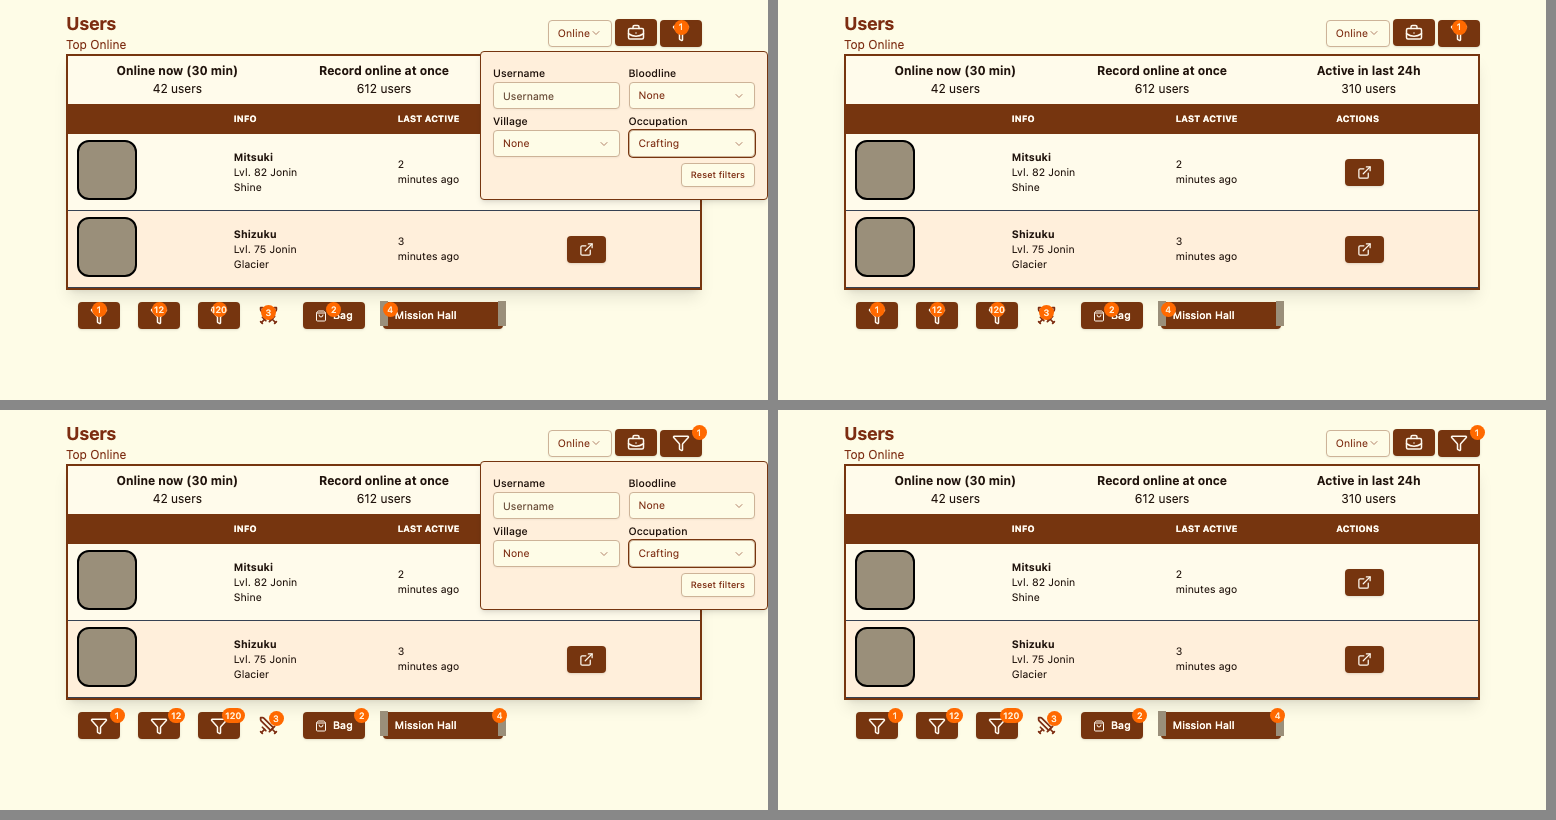 Users
Top Online
Online
1
Online now (30 min)
42 users
Record online at once
612 users
Username
Username
Bloodline
None
Village
None
Occupation
Crafting
Reset filters
INFO
LAST ACTIVE
Mitsuki
Lvl. 82 Jonin
Shine
2
minutes ago
Shizuku
Lvl. 75 Jonin
Glacier
3
minutes ago
1
12
120
3
2
Bag
4
Mission Hall
Users
Top Online
Online
1
Online now (30 min)
42 users
Record online at once
612 users
Active in last 24h
310 users
INFO
LAST ACTIVE
ACTIONS
Mitsuki
Lvl. 82 Jonin
Shine
2
minutes ago
Shizuku
Lvl. 75 Jonin
Glacier
3
minutes ago
1
12
120
3
2
Bag
4
Mission Hall
Users
Top Online
Online
1
Online now (30 min)
42 users
Record online at once
612 users
Username
Username
Bloodline
None
Village
None
Occupation
Crafting
Reset filters
INFO
LAST ACTIVE
Mitsuki
Lvl. 82 Jonin
Shine
2
minutes ago
Shizuku
Lvl. 75 Jonin
Glacier
3
minutes ago
1
12
120
3
Bag
2
Mission Hall
4
Users
Top Online
Online
1
Online now (30 min)
42 users
Record online at once
612 users
Active in last 24h
310 users
INFO
LAST ACTIVE
ACTIONS
Mitsuki
Lvl. 82 Jonin
Shine
2
minutes ago
Shizuku
Lvl. 75 Jonin
Glacier
3
minutes ago
1
12
120
3
Bag
2
Mission Hall
4